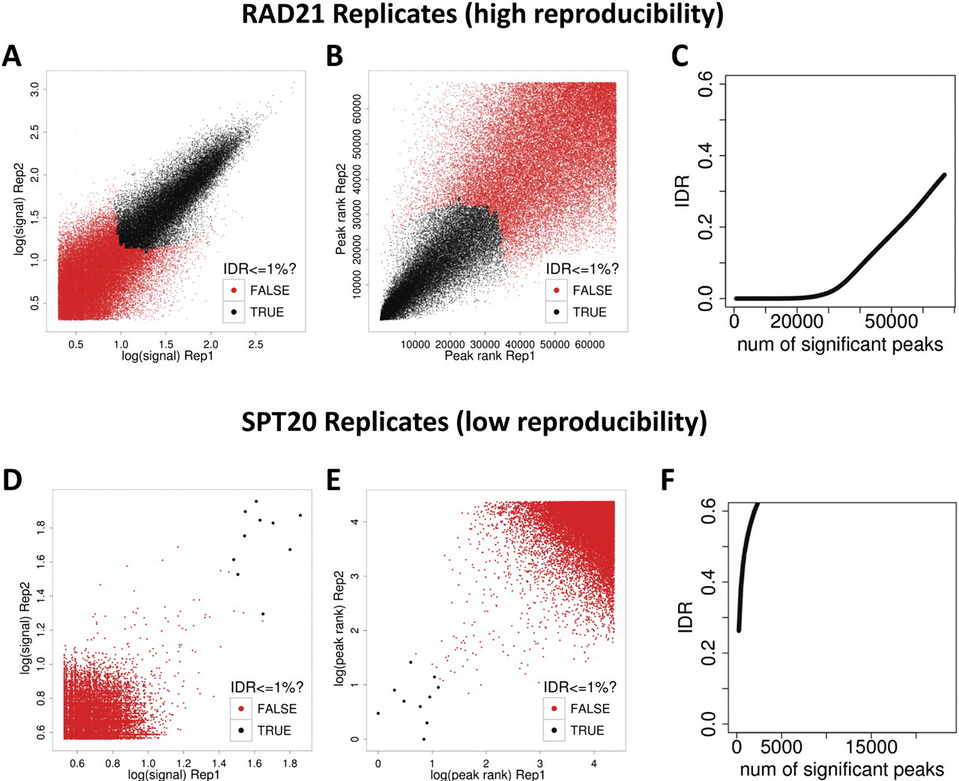 RAD21 Replicates (high reproducibility)
A
B
C
log(signal) Rep2
3.0
2.5
2.0
1.5
1.0
0.5
IDR<=1%?
FALSE
TRUE
0.5 1.0 1.5 2.0 2.5
log(signal) Rep1
Peak rank Rep2
60000
50000
40000
30000
20000
10000
IDR<=1%?
FALSE
TRUE
10000 20000 30000 40000 50000 60000
Peak rank Rep1
IDR
0.6
0.4
0.2
0.0
0 20000 50000
num of significant peaks
SPT20 Replicates (low reproducibility)
D
E
F
log(signal) Rep2
1.8
1.6
1.4
1.2
1.0
0.8
0.6
IDR<=1%?
FALSE
TRUE
0.6 0.8 1.0 1.2 1.4 1.6 1.8
log(signal) Rep1
log(peak rank) Rep2
4
3
2
1
0
IDR<=1%?
FALSE
TRUE
0 1 2 3 4
log(peak rank) Rep1
IDR
0.6
0.4
0.2
0.0
0 5000 15000
num of significant peaks